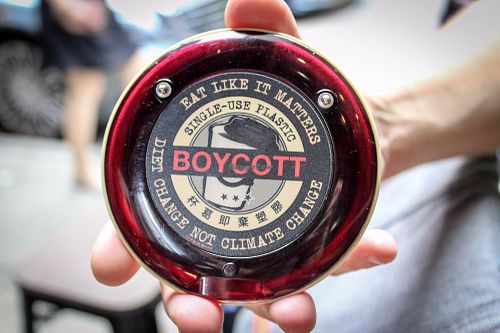 EAT LIKE IT MATTERS
SINGLE-USE PLASTIC
BOYCOTT
杯葛即棄塑膠
DIET CHANGE NOT CLIMATE CHANGE